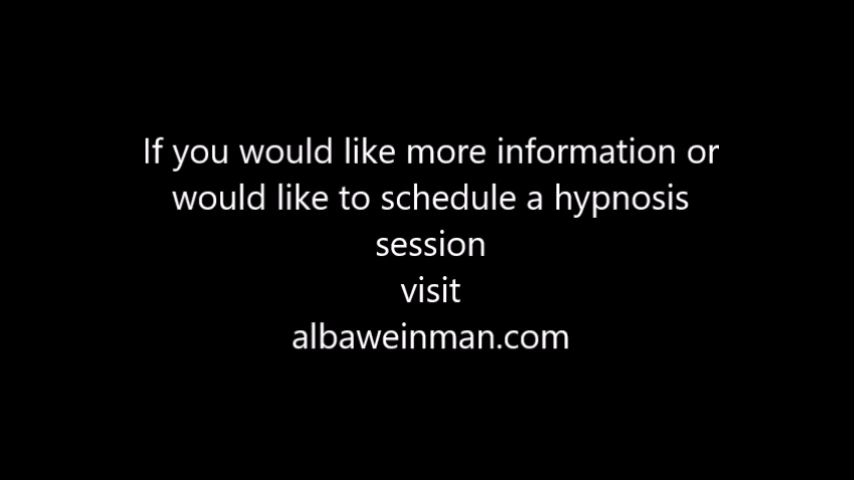 If you would like more information or
would like to schedule a hypnosis
session
visit
albaweinman.com